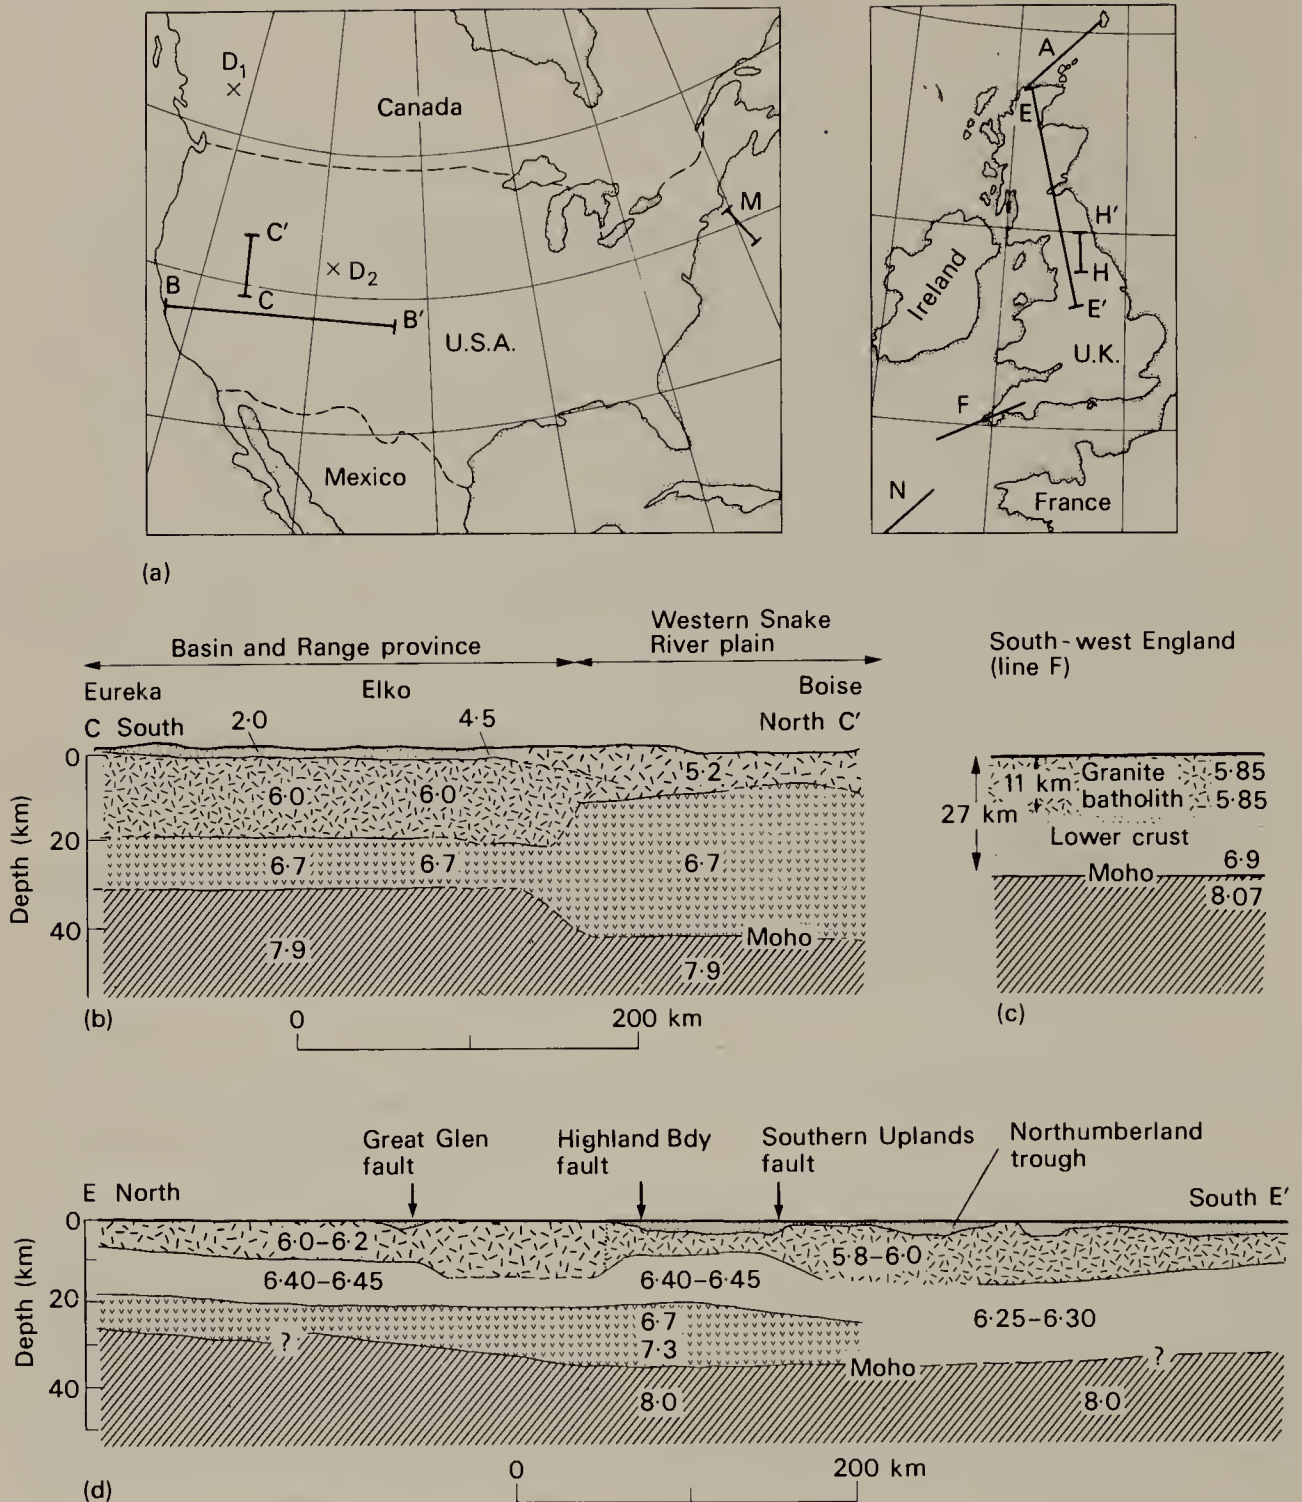 D1
Canada
C'
D2
C
B
B'
U.S.A.
Mexico
M
A
E
H'
H
E'
Ireland
U.K.
F
N
France
(a)
Basin and Range province
Western Snake
River plain
Eureka
Elko
Boise
C South
2·0
4·5
North C'
0
20
40
Depth (km)
6·0
6·0
5·2
6·7
6·7
6·7
Moho
7·9
7·9
(b)
0
200 km
South-west England
(line F)
11 km
Granite
batholith
5·85
5·85
27 km
Lower crust
6·9
Moho
8·07
(c)
Great Glen
fault
Highland Bdy
fault
Southern Uplands
fault
Northumberland
trough
E North
South E'
0
20
40
Depth (km)
6·0–6·2
5·8–6·0
6·40–6·45
6·40–6·45
6·25–6·30
6·7
7·3
?
Moho
?
8·0
8·0
0
200 km
(d)